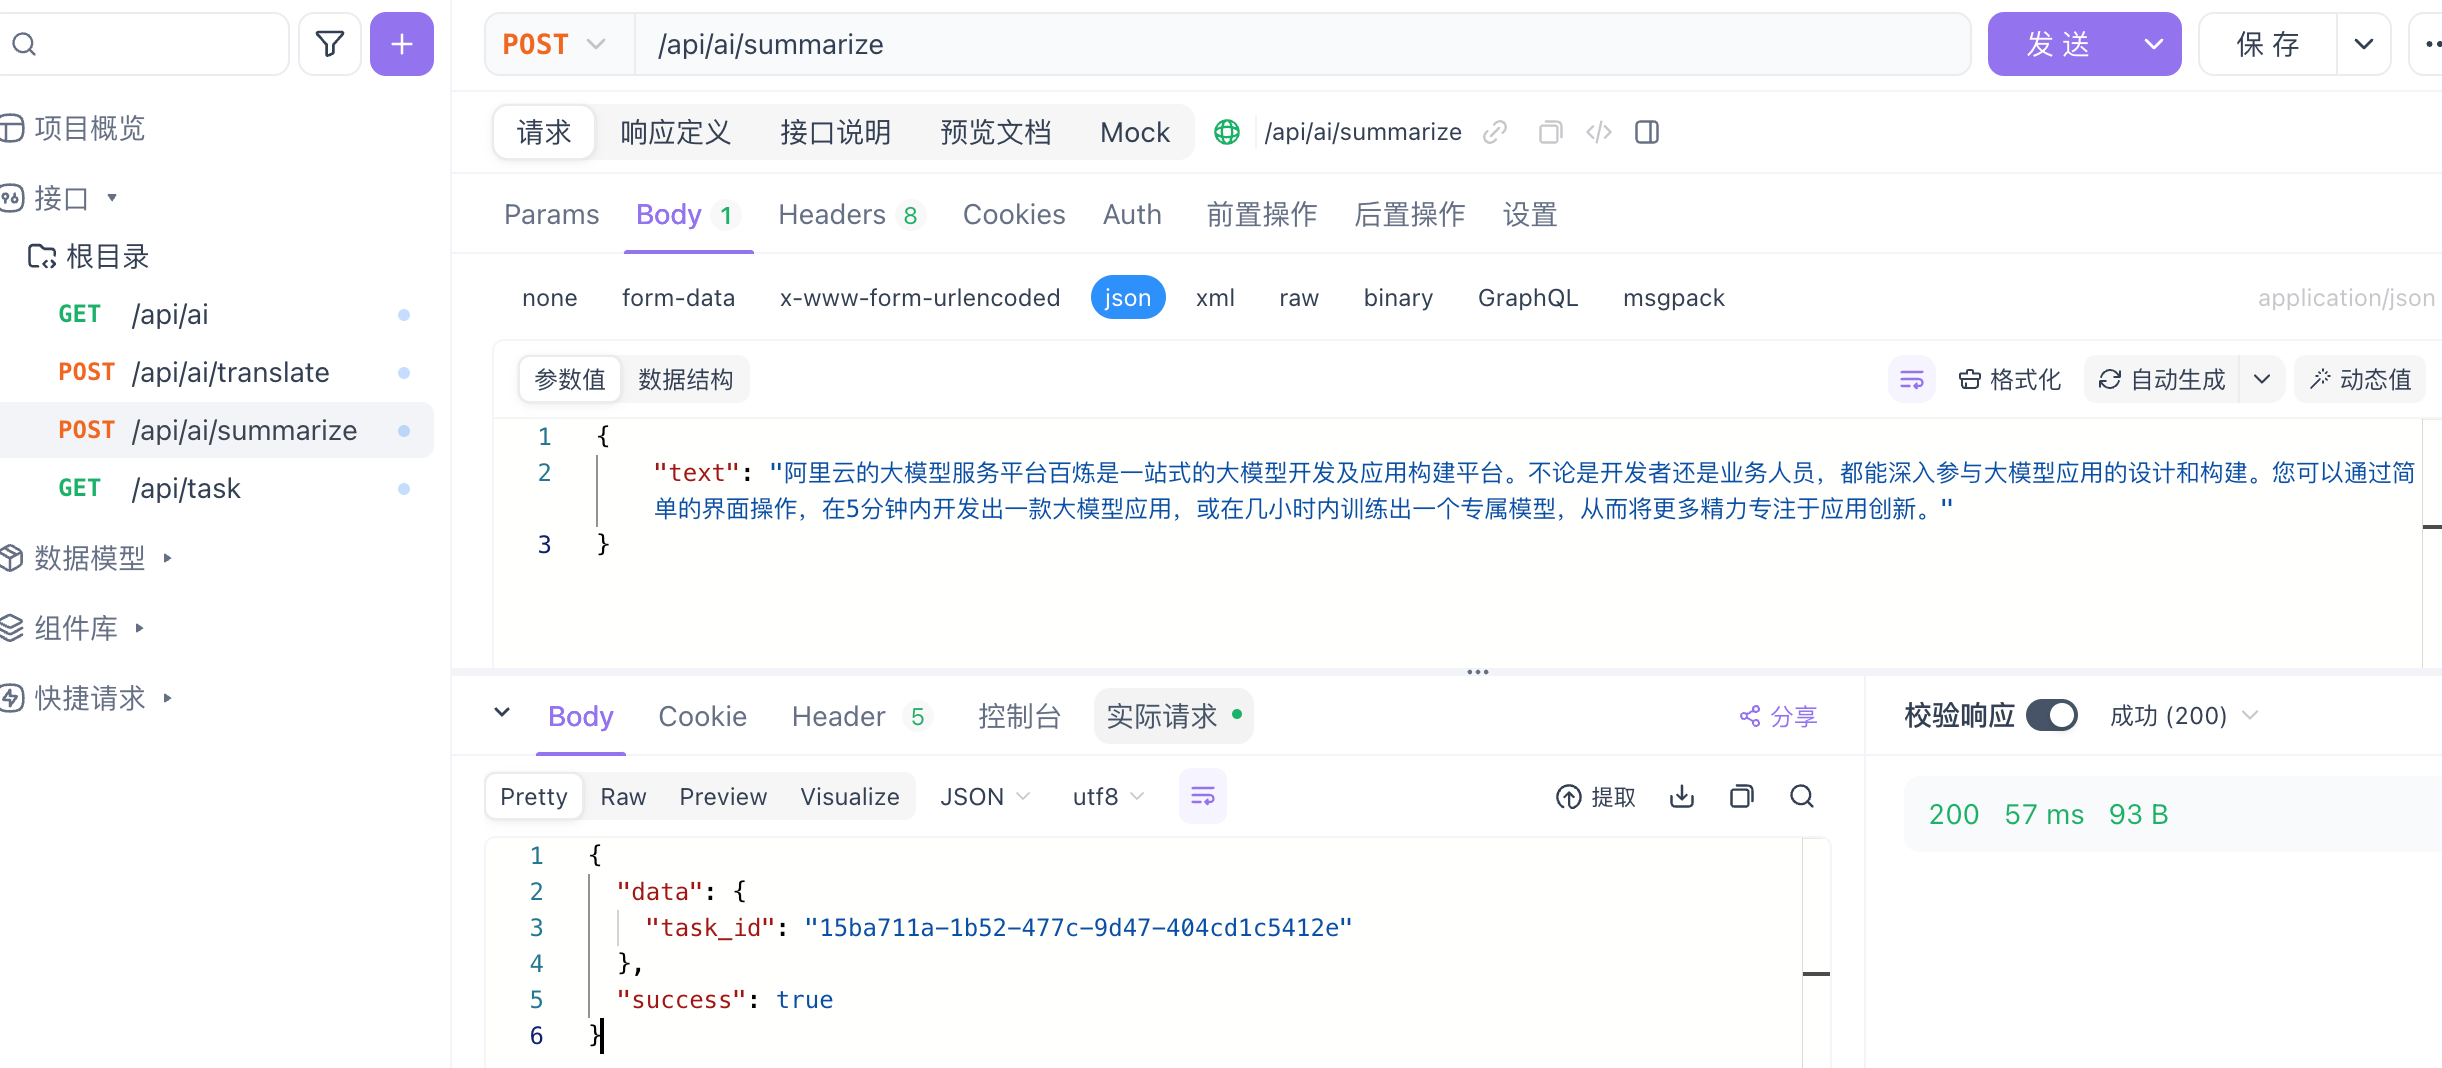 POST
/api/ai/summarize
发送
保存
请求
响应定义
接口说明
预览文档
Mock
/api/ai/summarize
项目概览
接口
根目录
GET /api/ai
POST /api/ai/translate
POST /api/ai/summarize
GET /api/task
数据模型
组件库
快捷请求
Params
Body 1
Headers 8
Cookies
Auth
前置操作
后置操作
设置
none
form-data
x-www-form-urlencoded
json
xml
raw
binary
GraphQL
msgpack
application/json
参数值
数据结构
格式化
自动生成
动态值
1 {
2 "text": "阿里云的大模型服务平台百炼是一站式的大模型开发及应用构建平台。不论是开发者还是业务人员，都能深入参与大模型应用的设计和构建。您可以通过简
单的界面操作，在5分钟内开发出一款大模型应用，或在几小时内训练出一个专属模型，从而将更多精力专注于应用创新。"
3 }
Body
Cookie
Header 5
控制台
实际请求
分享
校验响应
成功 (200)
Pretty
Raw
Preview
Visualize
JSON
utf8
提取
200 57 ms 93 B
1 {
2 "data": {
3 "task_id": "15ba711a-1b52-477c-9d47-404cd1c5412e"
4 },
5 "success": true
6 }